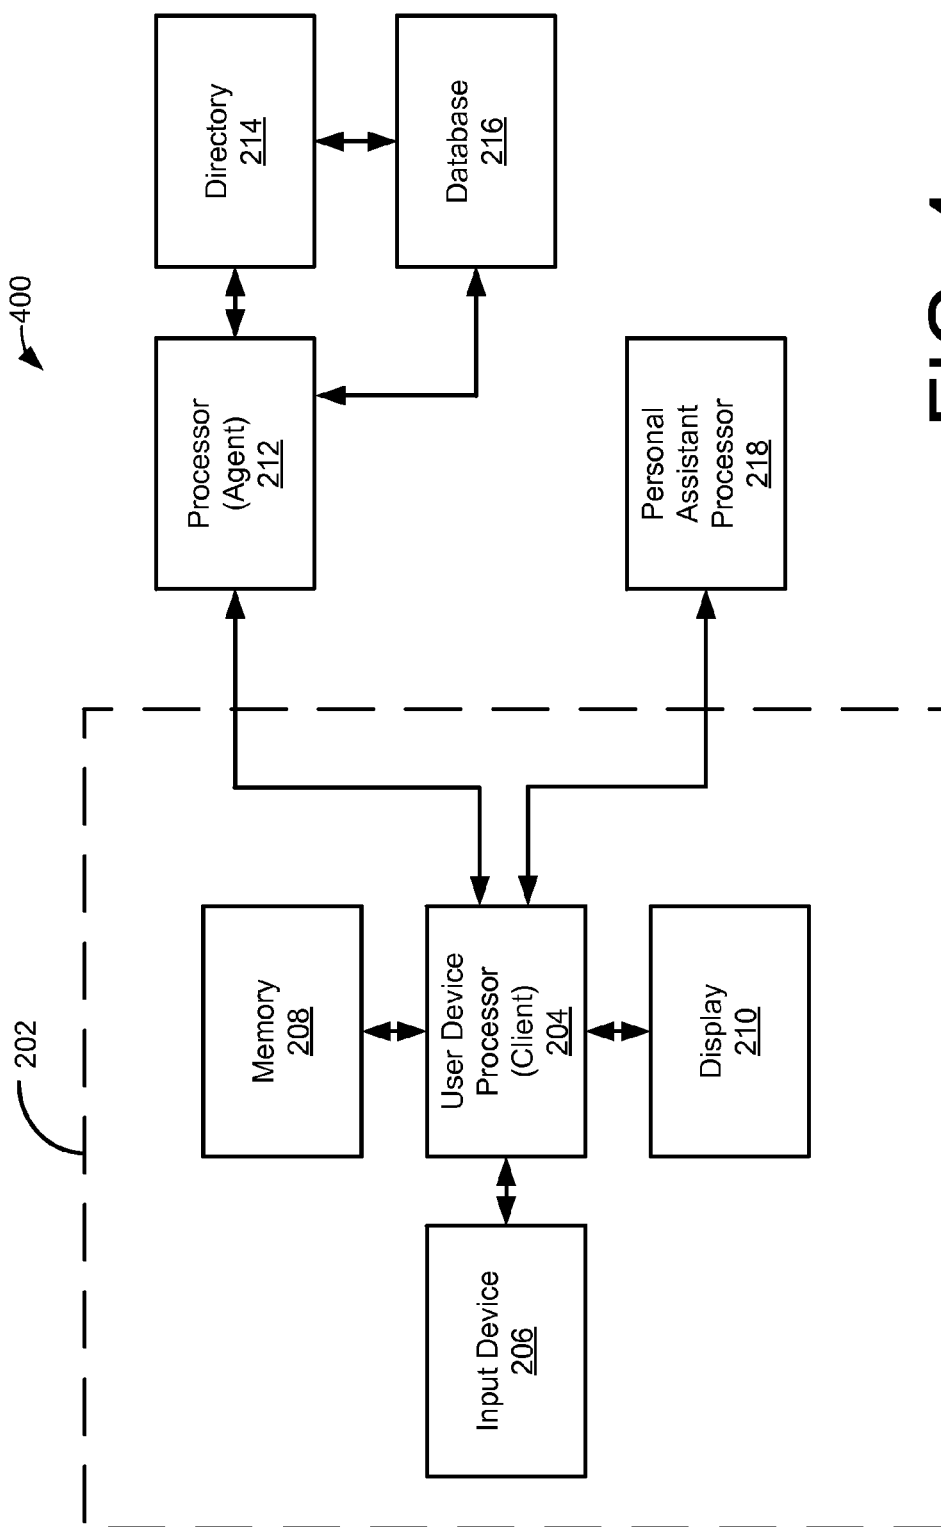 202
400
Processor
(Agent)
212
Directory
214
Memory
208
Input Device
206
User Device
Processor
(Client)
204
Database
216
Display
210
Personal
Assistant
Processor
218